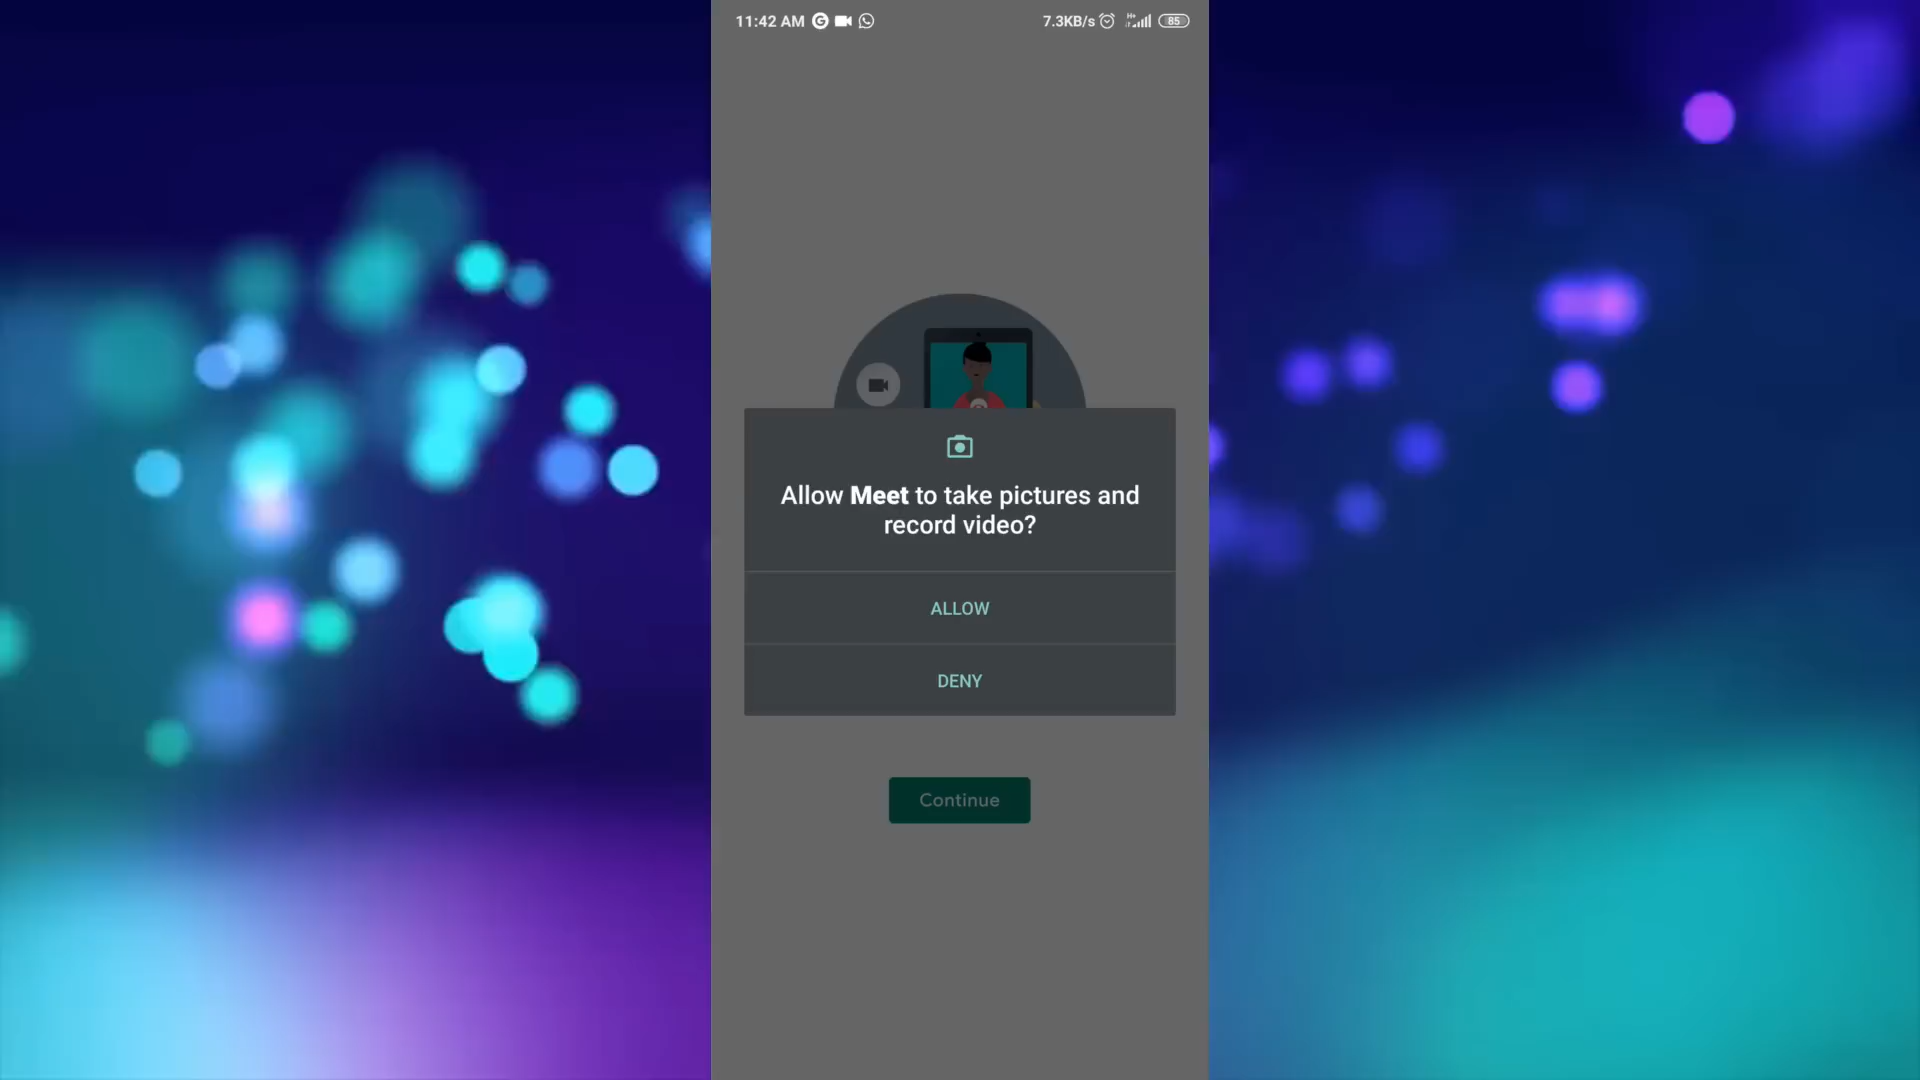 11:42 AM
7.3KB/s 85
Allow Meet to take pictures and
record video?
ALLOW
DENY
Continue